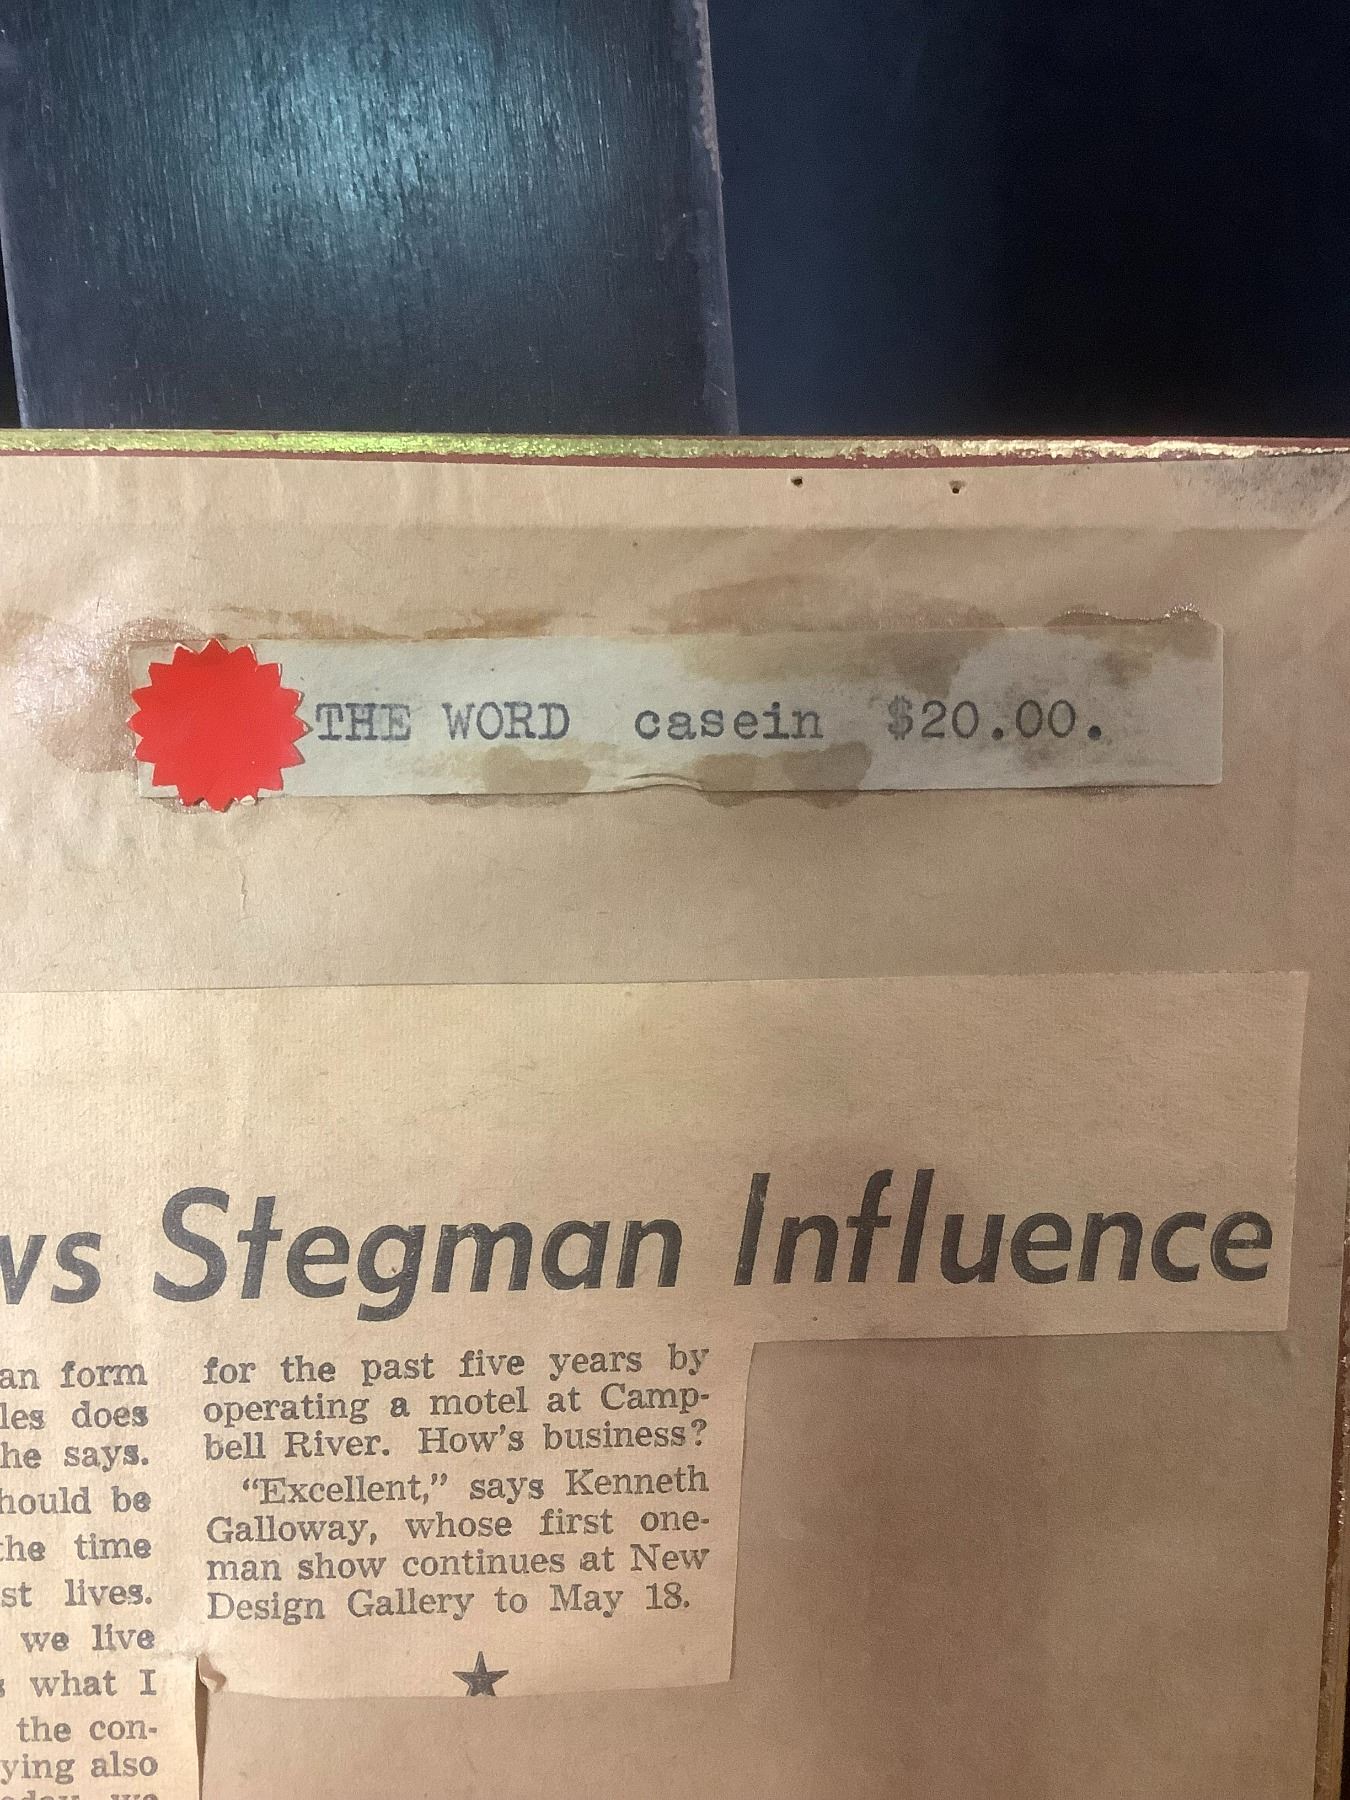 THE WORD casein $20.00.
ws Stegman Influence
an form
les does
he says.
hould be
the time
st lives.
we live
s what I
the con-
ying also
for the past five years by
operating a motel at Camp-
bell River. How's business?
"Excellent," says Kenneth
Galloway, whose first one-
man show continues at New
Design Gallery to May 18.